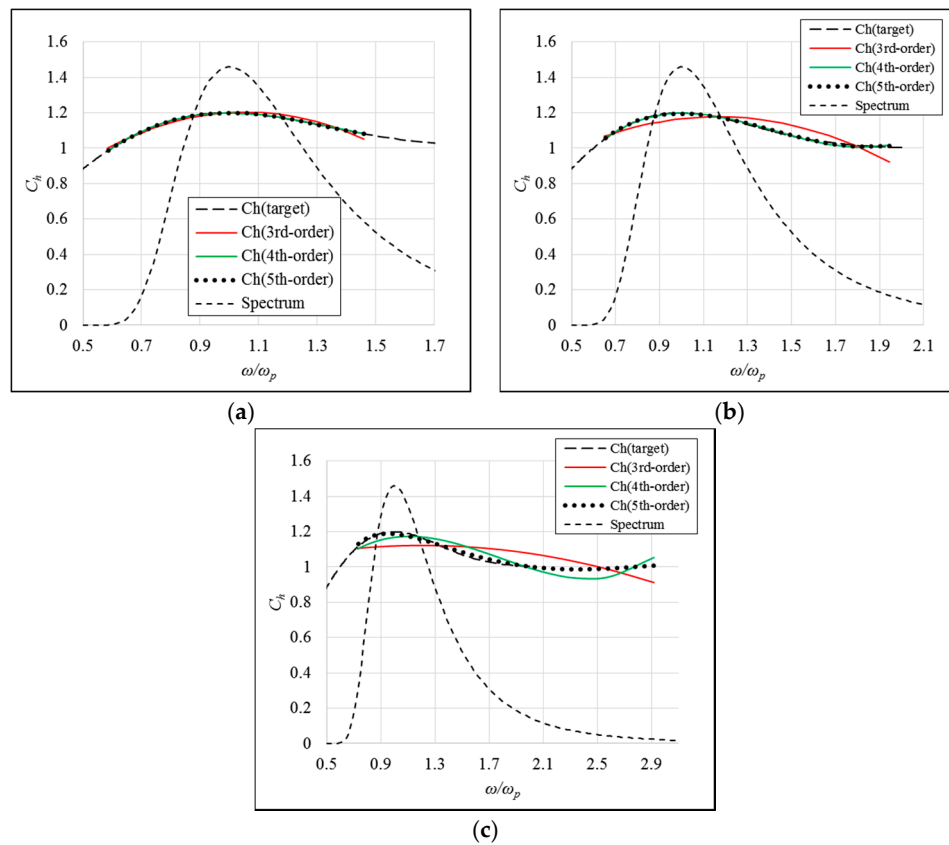 1.6
1.4
1.2
1
0.8
0.6
0.4
0.2
0
C_h
0.5 0.7 0.9 1.1 1.3 1.5 1.7
ω/ω_p
Ch(target)
Ch(3rd-order)
Ch(4th-order)
Ch(5th-order)
Spectrum
(a)
1.6
1.4
1.2
1
0.8
0.6
0.4
0.2
0
C_h
0.5 0.7 0.9 1.1 1.3 1.5 1.7 1.9 2.1
ω/ω_p
Ch(target)
Ch(3rd-order)
Ch(4th-order)
Ch(5th-order)
Spectrum
(b)
1.6
1.4
1.2
1
0.8
0.6
0.4
0.2
0
C_h
0.5 0.9 1.3 1.7 2.1 2.5 2.9
ω/ω_p
Ch(target)
Ch(3rd-order)
Ch(4th-order)
Ch(5th-order)
Spectrum
(c)